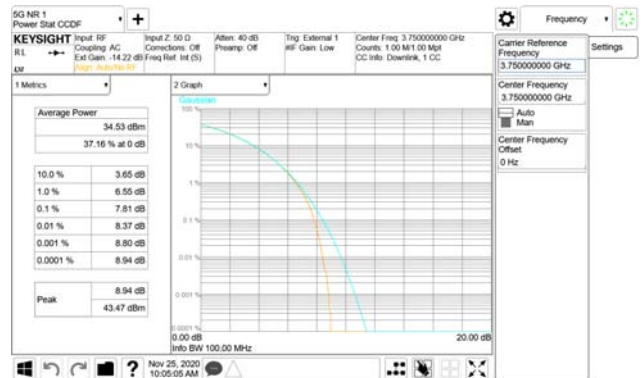 5G NR 1
Power Stat CCDF
Frequency
KEYSIGHT
RL
Input: RF
Coupling: AC
Ext Gain: -14.22 dB
Align: Auto/No RF
Input Z: 50 Ω
Corrections: Off
Freq Ref: Int (S)
Atten: 40 dB
Preamp: Off
Trig: External 1
#IF Gain: Low
Center Freq: 3.750000000 GHz
Counts: 1.00 M/1.00 Mpt
CC Info: Downlink, 1 CC
1 Metrics
Average Power
34.53 dBm
37.16 % at 0 dB
10.0 % 3.65 dB
1.0 % 6.55 dB
0.1 % 7.81 dB
0.01 % 8.37 dB
0.001 % 8.80 dB
0.0001 % 8.94 dB
Peak
8.94 dB
43.47 dBm
2 Graph
Gaussian
100 %
10 %
1 %
0.1 %
0.01 %
0.001 %
0.0001 %
0.00 dB
20.00 dB
Info BW 100.00 MHz
Carrier Reference
Frequency
3.750000000 GHz
Center Frequency
3.750000000 GHz
Auto
Man
Center Frequency
Offset
0 Hz
Settings
?
Nov 25, 2020
10:05:05 AM